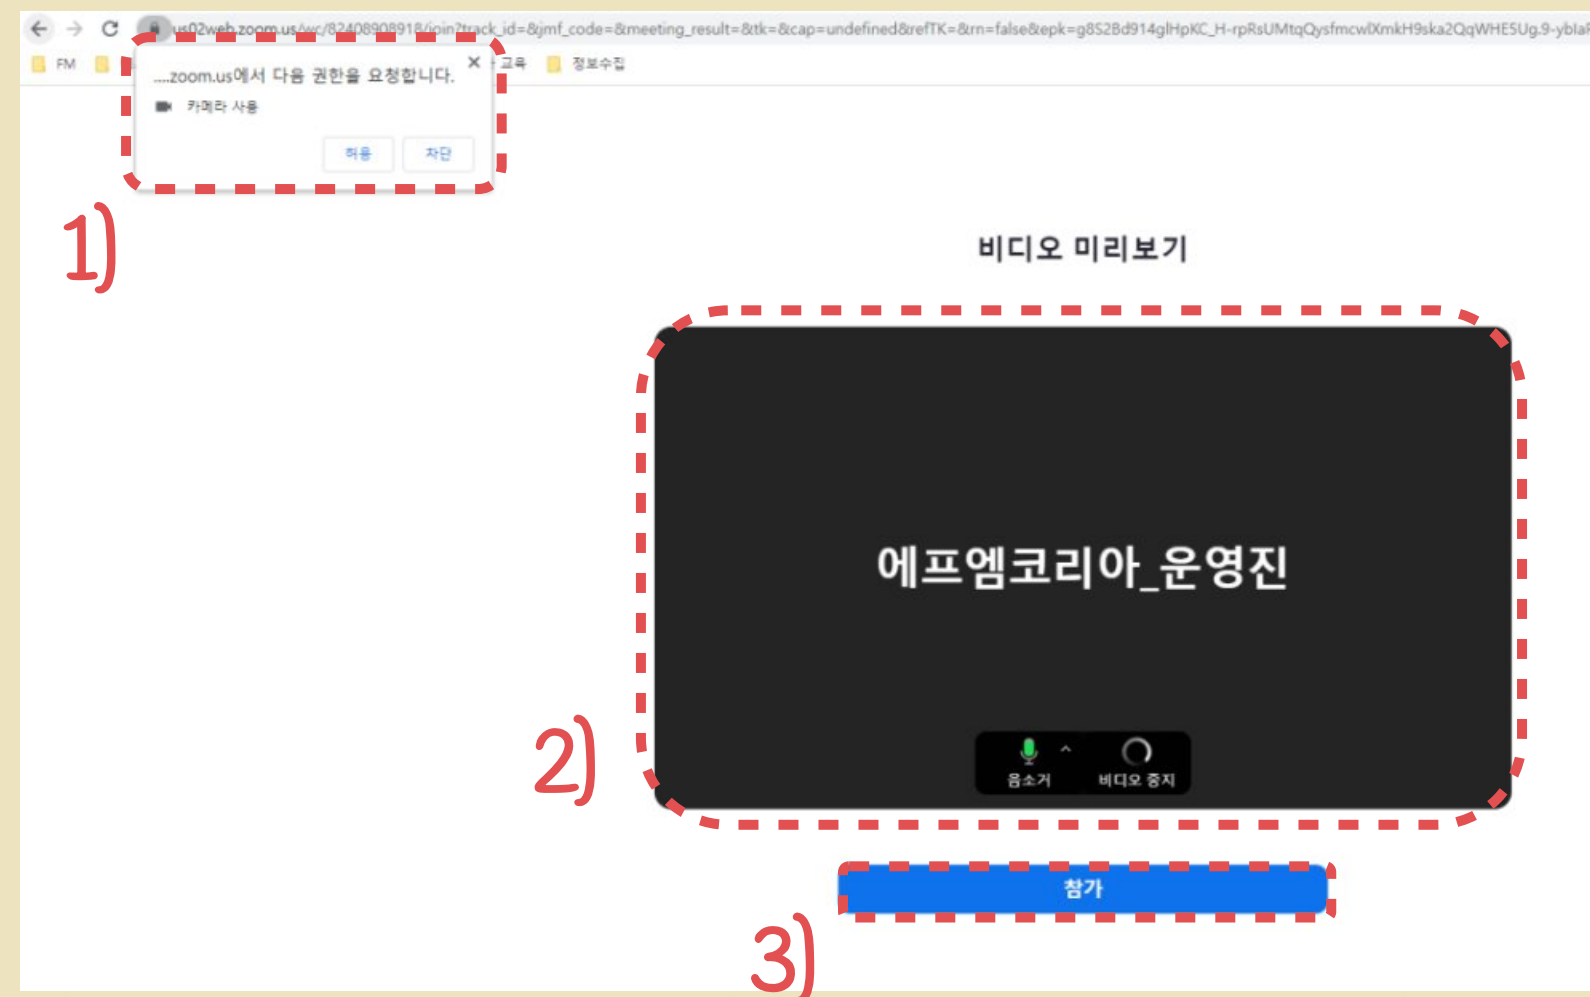 us02web.zoom.us/wc/82408908918/join?track_id=&jmf_code=&meeting_result=&tk=&cap=undefined&refTK=&rn=false&epk=
FM
교육
정보수집
....zoom.us에서 다음 권한을 요청합니다.
카메라 사용
허용
차단
1)
비디오 미리보기
에프엠코리아_운영진
음소거
비디오 중지
2)
참가
3)